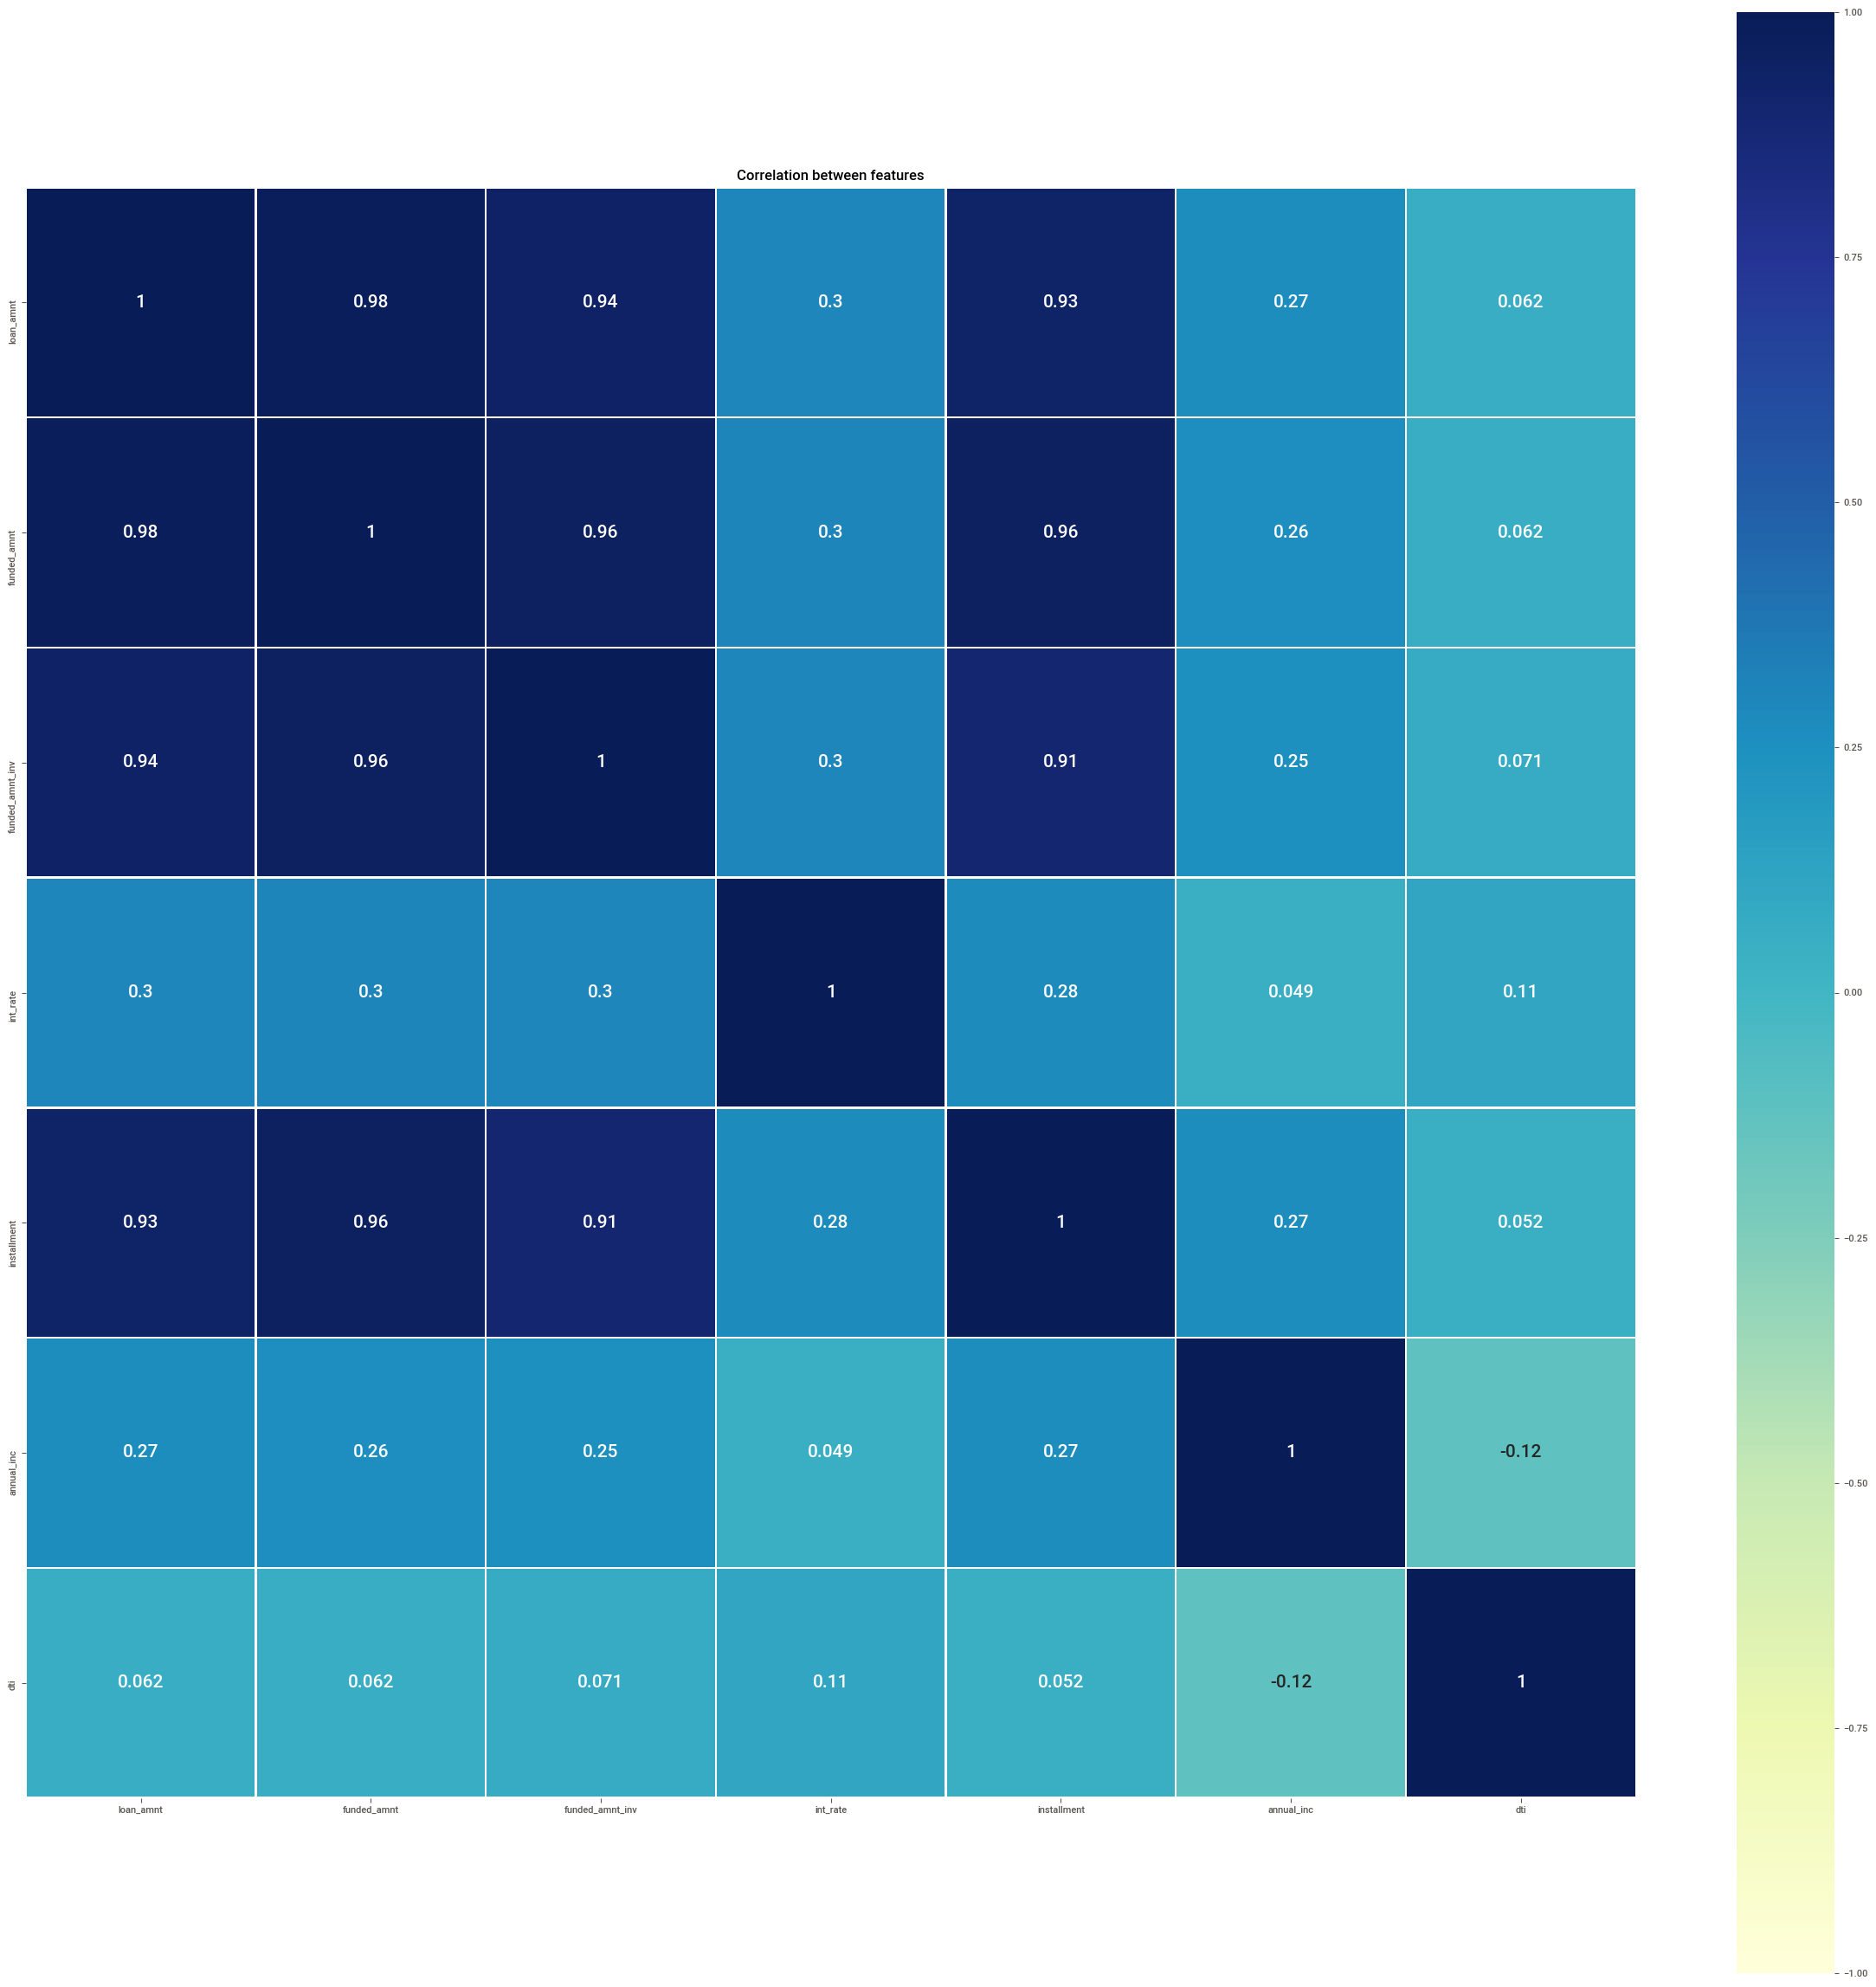 Correlation between features
1.00
loan_amnt 1 0.98 0.94 0.3 0.93 0.27 0.062
0.75
funded_amnt 0.98 1 0.96 0.3 0.96 0.26 0.062
0.50
funded_amnt_inv 0.94 0.96 1 0.3 0.91 0.25 0.071
0.25
int_rate 0.3 0.3 0.3 1 0.28 0.049 0.11
0.00
installment 0.93 0.96 0.91 0.28 1 0.27 0.052
−0.25
annual_inc 0.27 0.26 0.25 0.049 0.27 1 -0.12
−0.50
dti 0.062 0.062 0.071 0.11 0.052 -0.12 1
−0.75
loan_amnt funded_amnt funded_amnt_inv int_rate installment annual_inc dti
−1.00